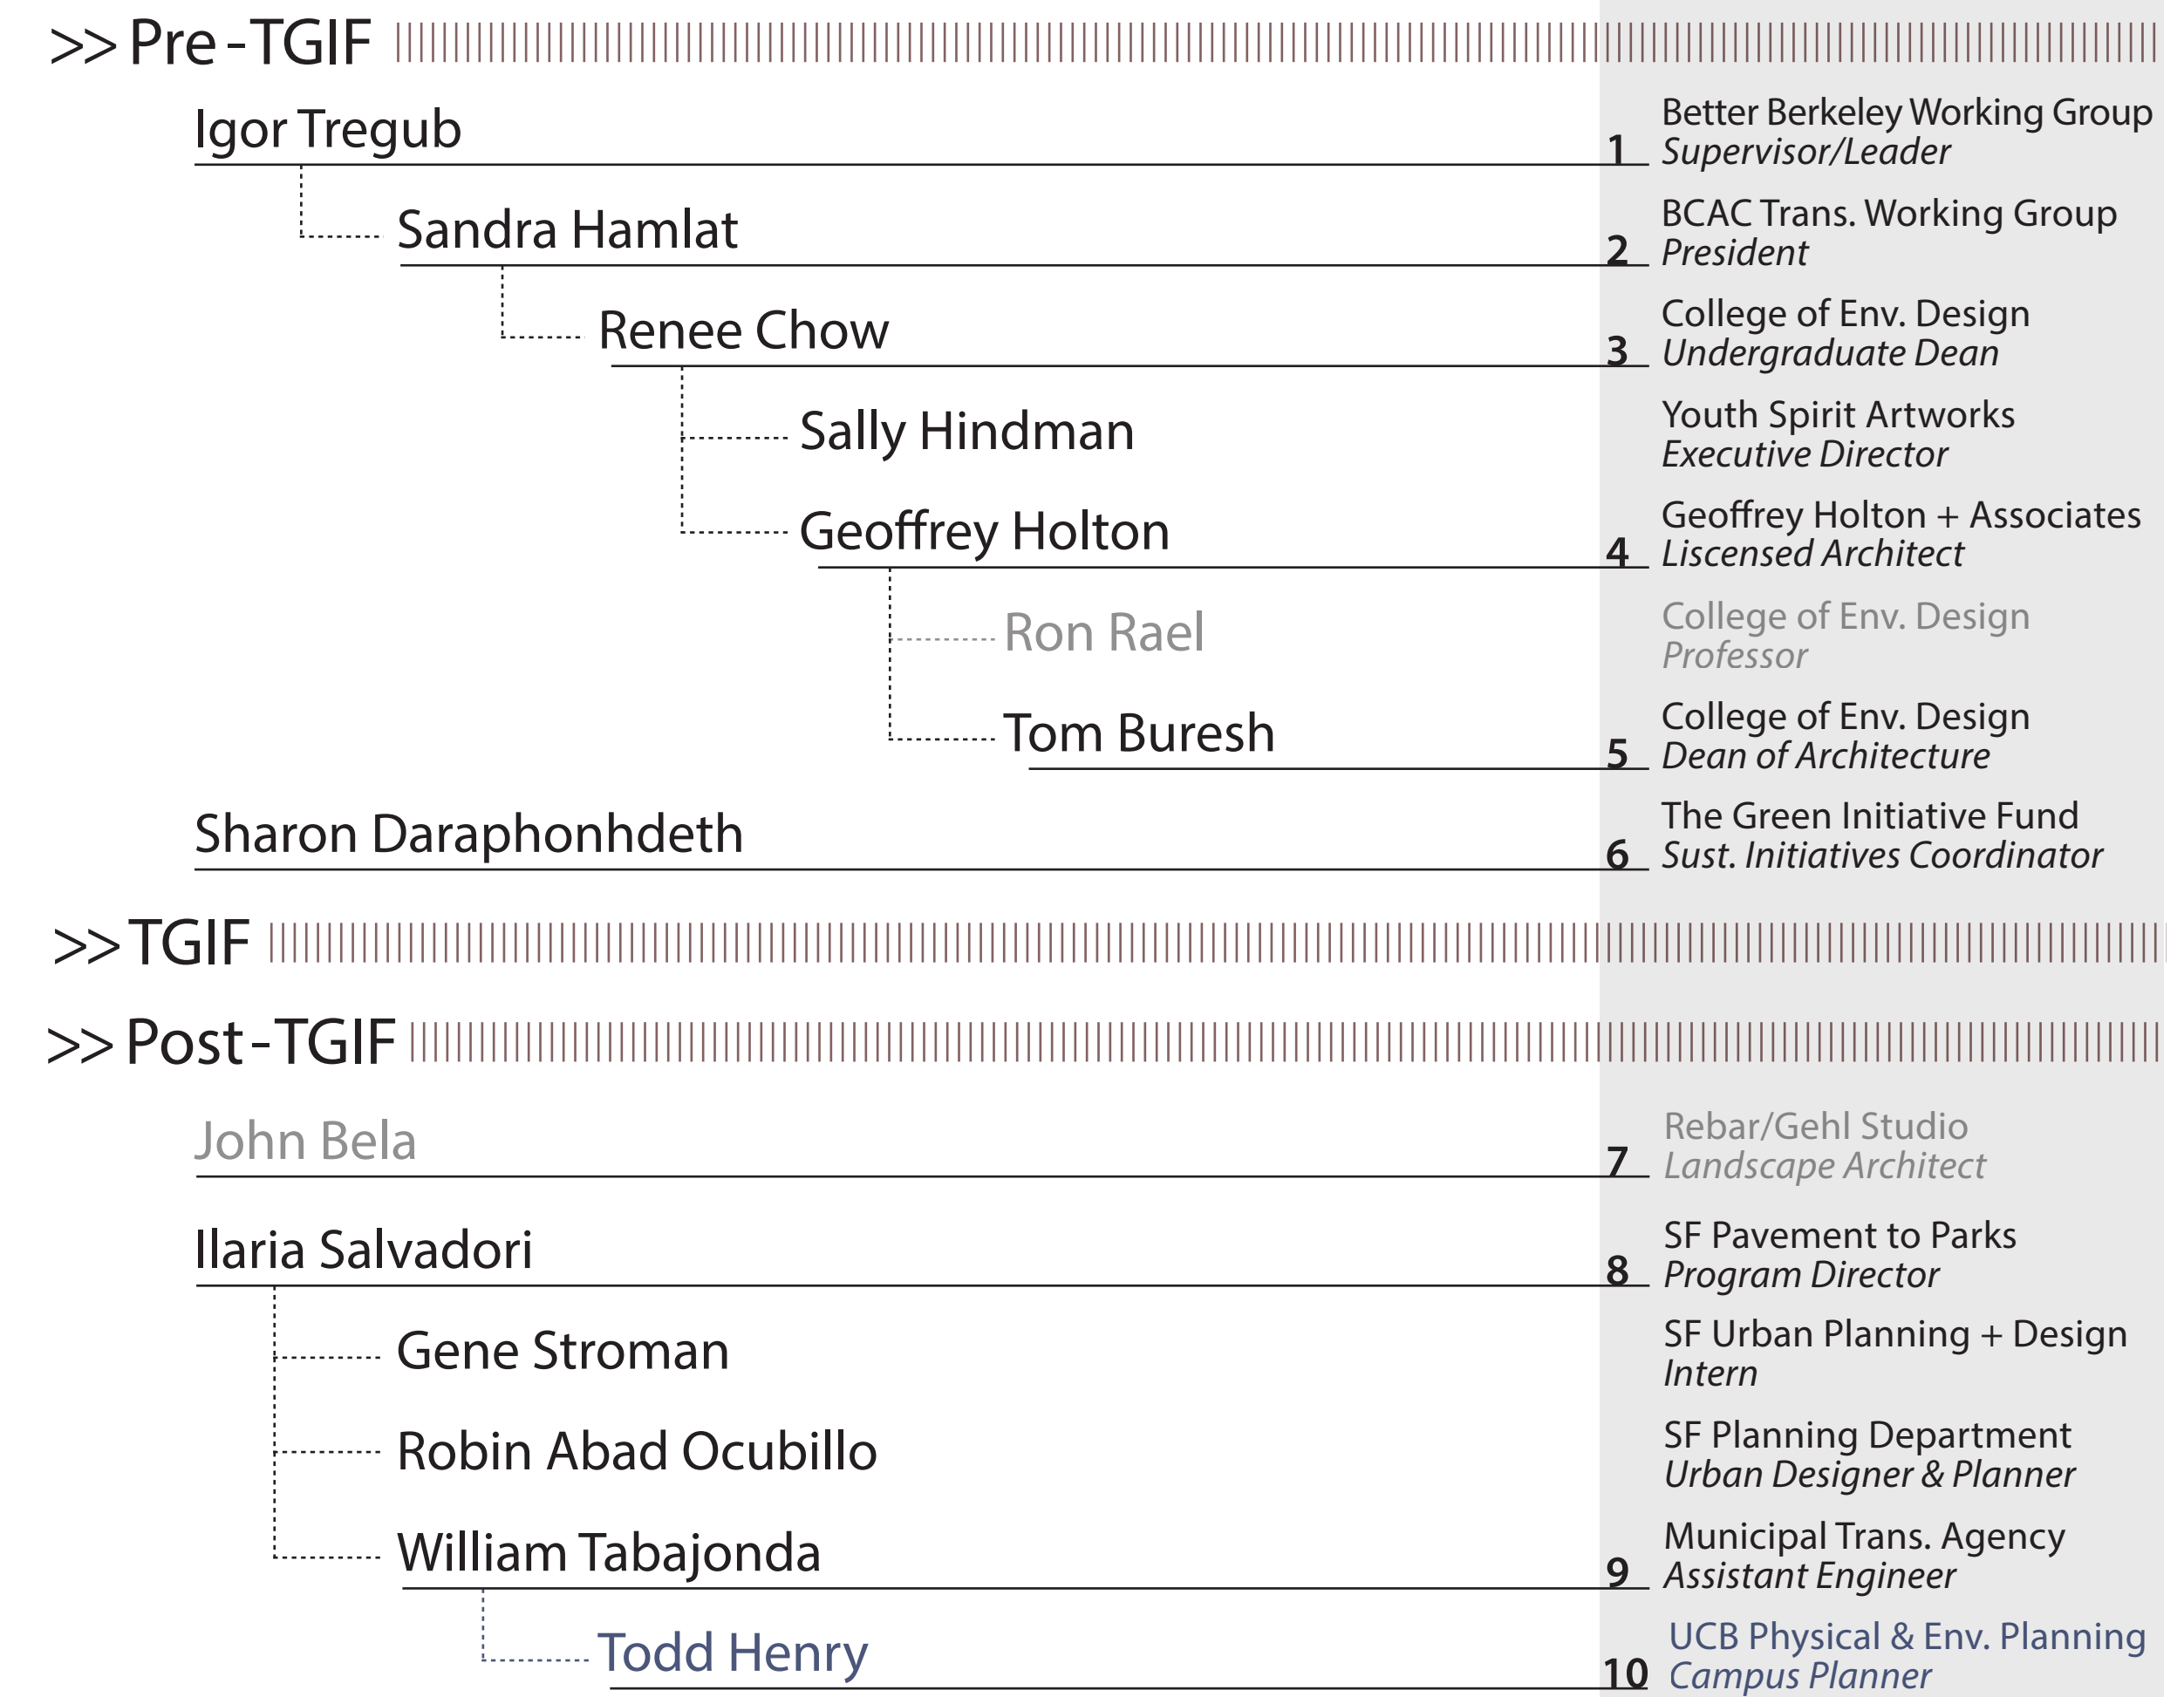 >> Pre-TGIF
Igor Tregub
1
Better Berkeley Working Group
Supervisor/Leader
Sandra Hamlat
2
BCAC Trans. Working Group
President
Renee Chow
3
College of Env. Design
Undergraduate Dean
Sally Hindman
Youth Spirit Artworks
Executive Director
Geoffrey Holton
4
Geoffrey Holton + Associates
Liscensed Architect
Ron Rael
College of Env. Design
Professor
Tom Buresh
5
College of Env. Design
Dean of Architecture
Sharon Daraphonhdeth
6
The Green Initiative Fund
Sust. Initiatives Coordinator
>> TGIF
>> Post-TGIF
John Bela
7
Rebar/Gehl Studio
Landscape Architect
Ilaria Salvadori
8
SF Pavement to Parks
Program Director
Gene Stroman
SF Urban Planning + Design
Intern
Robin Abad Ocubillo
SF Planning Department
Urban Designer & Planner
William Tabajonda
9
Municipal Trans. Agency
Assistant Engineer
Todd Henry
10
UCB Physical & Env. Planning
Campus Planner